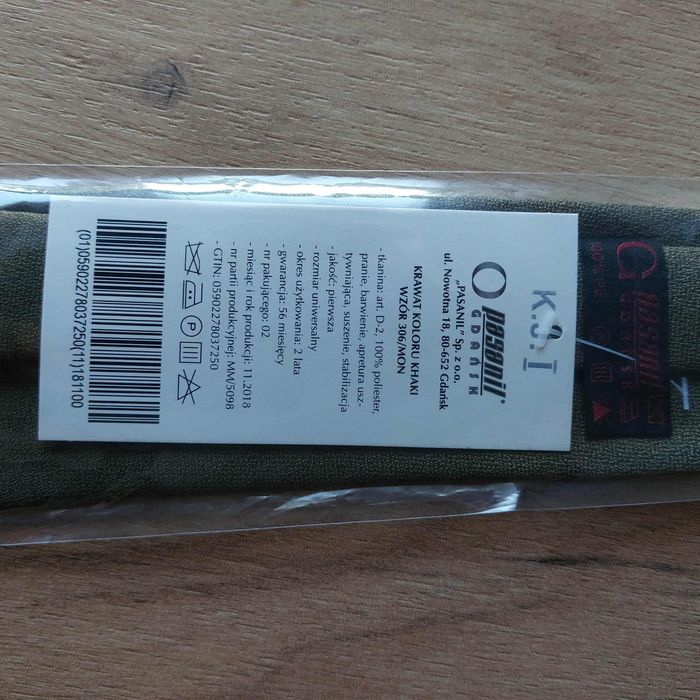 K.J. I
pasanil
GDAŃSK
„PASANIL” Sp. z o.o.
ul. Nowolna 18, 80-652 Gdańsk
KRAWAT KOLORU KHAKI
WZÓR 306/MON
- tkanina: art. D-2, 100% poliester,
pranie, barwienie, apretura usz-
tywniająca, suszenie, stabilizacja
- jakość: pierwsza
- rozmiar uniwersalny
- okres użytkowania: 2 lata
- gwarancja: 56 miesięcy
- nr pakującego: 02
- miesiąc i rok produkcji: 11.2018
- nr partii produkcyjnej: MM/5098
- GTIN: 05902278037250
P
(01)05902278037250(11)181100
pasanil
GDAŃSK